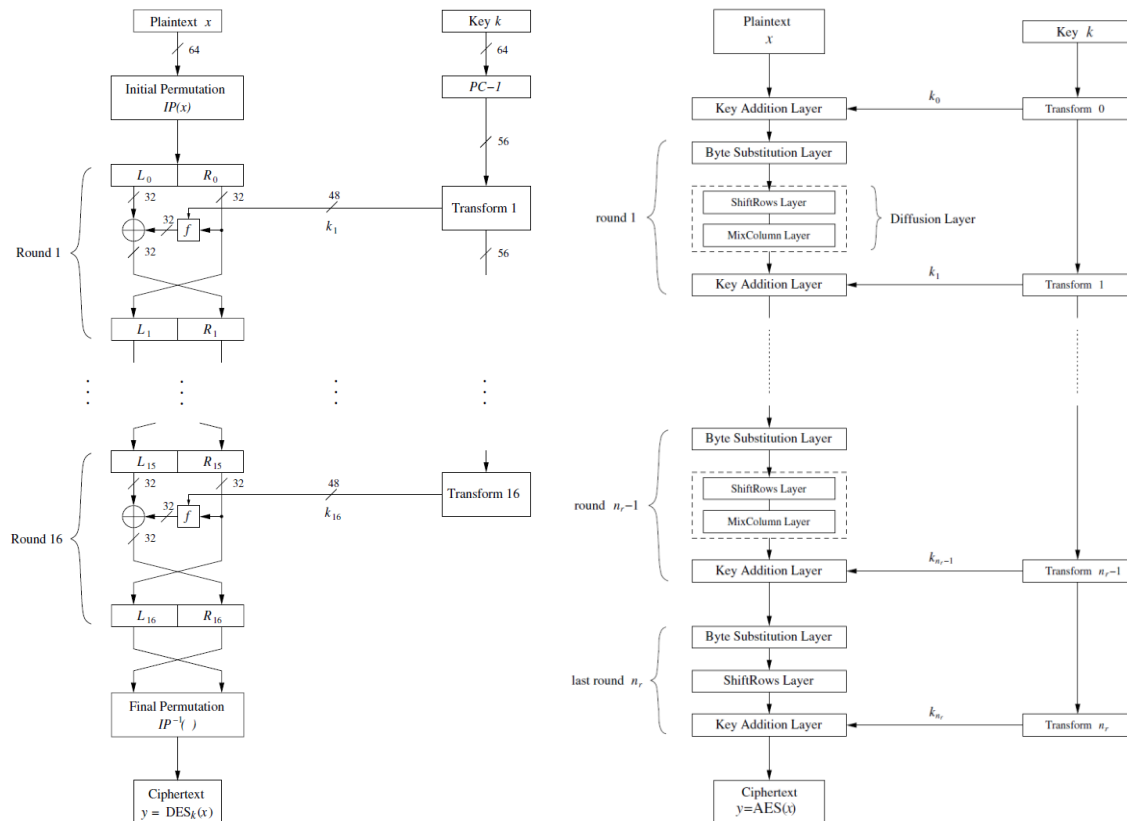 Plaintext x
64
Initial Permutation
IP(x)
Key k
64
PC−1
56
L0 R0
32 32
48
k1
Transform 1
32
f
32
56
Round 1
L1 R1
L15 R15
32 32
48
k16
Transform 16
32
f
32
Round 16
L16 R16
Final Permutation
IP−1( )
Ciphertext
y = DESk(x)
Plaintext
x
Key k
Key Addition Layer
k0
Transform 0
Byte Substitution Layer
round 1
ShiftRows Layer
MixColumn Layer
Diffusion Layer
Key Addition Layer
k1
Transform 1
Byte Substitution Layer
round nr−1
ShiftRows Layer
MixColumn Layer
Key Addition Layer
knr−1
Transform nr−1
Byte Substitution Layer
last round nr
ShiftRows Layer
Key Addition Layer
knr
Transform nr
Ciphertext
y=AES(x)